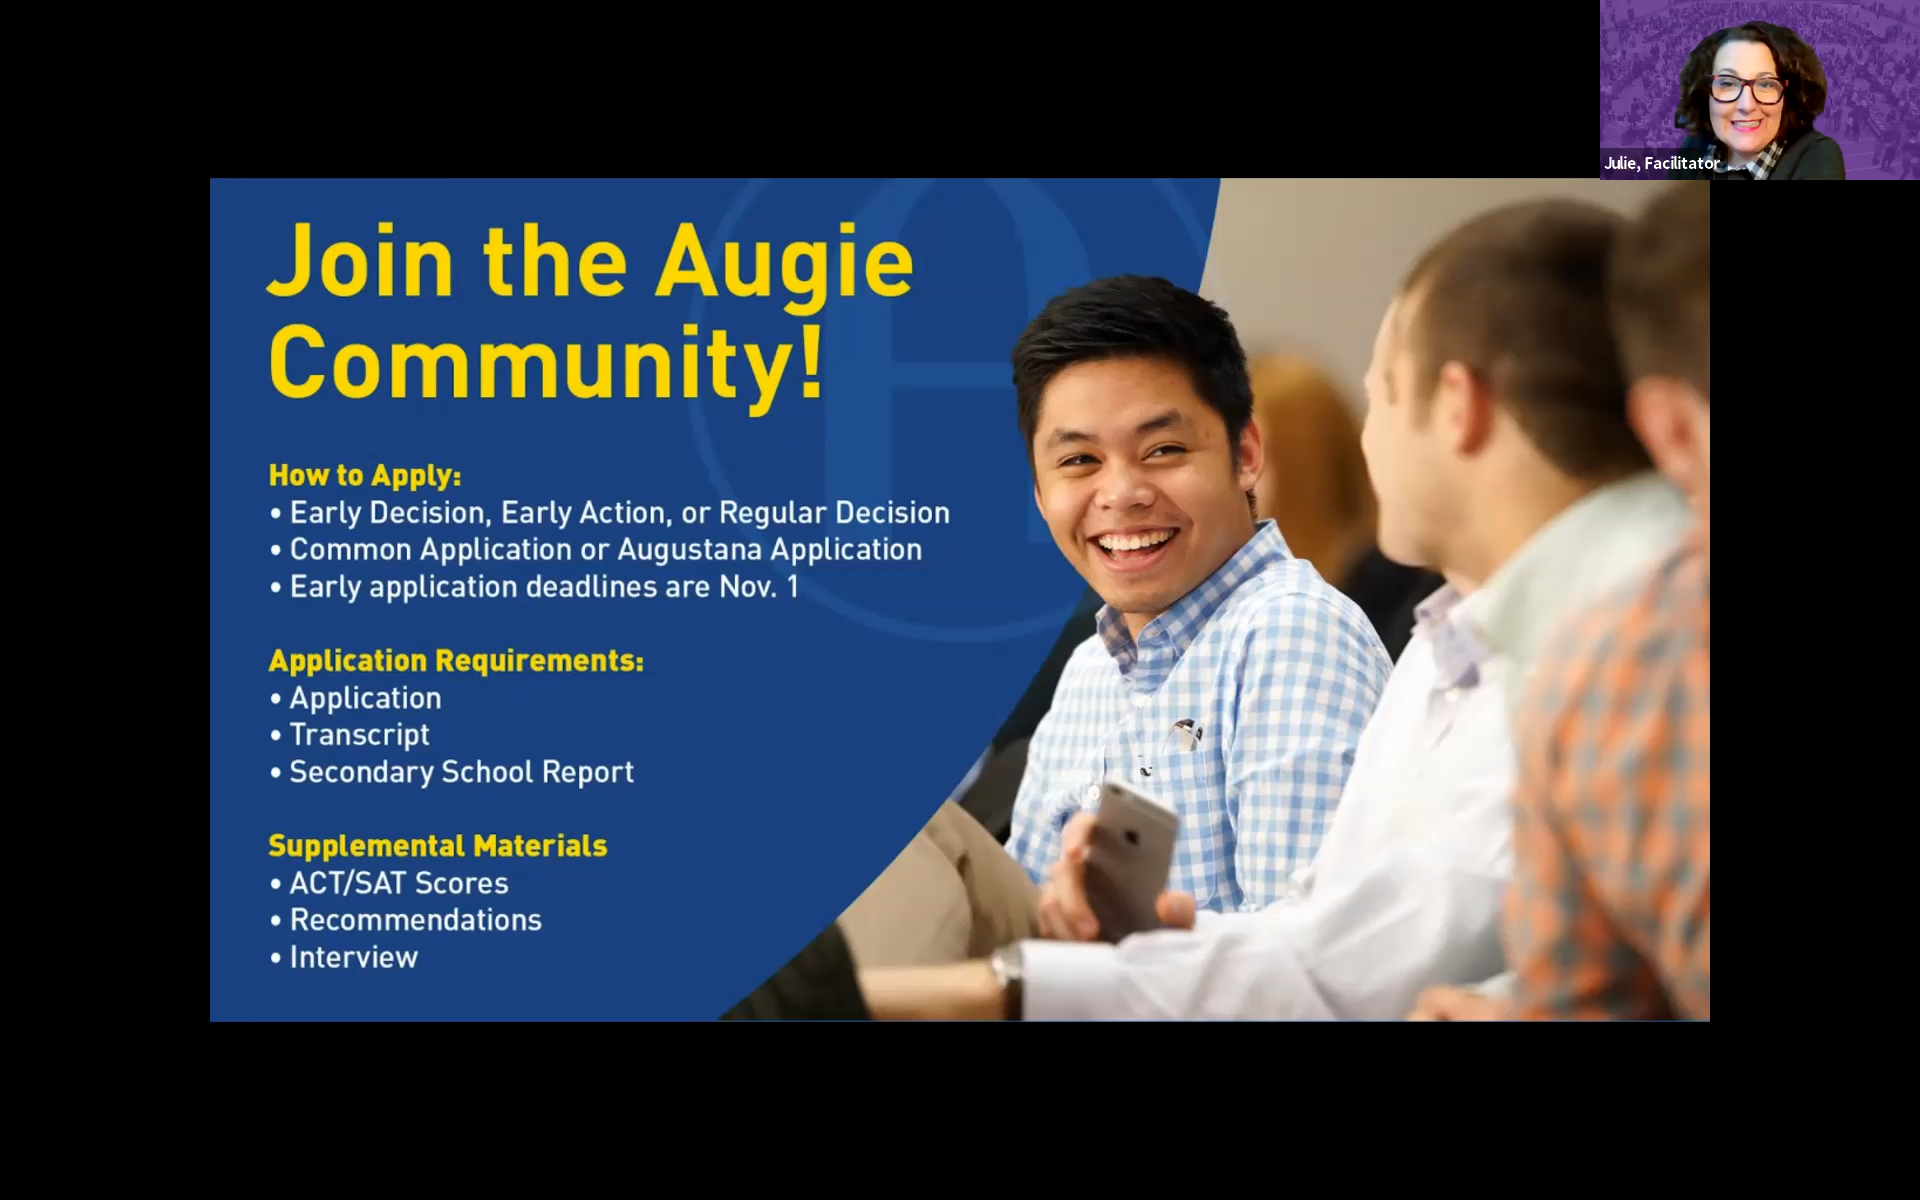 Julie, Facilitator
Join the Augie
Community!
How to Apply:
• Early Decision, Early Action, or Regular Decision
• Common Application or Augustana Application
• Early application deadlines are Nov. 1
Application Requirements:
• Application
• Transcript
• Secondary School Report
Supplemental Materials
• ACT/SAT Scores
• Recommendations
• Interview